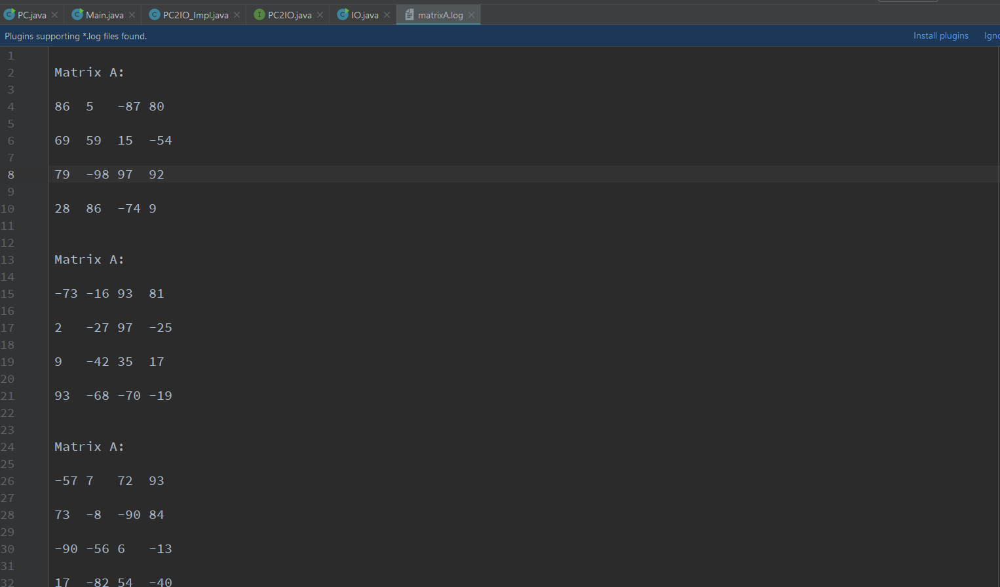 PC.java Main.java PC2IO_Impl.java PC2IO.java IO.java matrixA.log
Plugins supporting *.log files found. Install plugins Igno
1
2 Matrix A:
3
4 86 5 -87 80
5
6 69 59 15 -54
7
8 79 -98 97 92
9
10 28 86 -74 9
11
12
13 Matrix A:
14
15 -73 -16 93 81
16
17 2 -27 97 -25
18
19 9 -42 35 17
20
21 93 -68 -70 -19
22
23
24 Matrix A:
25
26 -57 7 72 93
27
28 73 -8 -90 84
29
30 -90 -56 6 -13
31
32 17 -82 54 -40